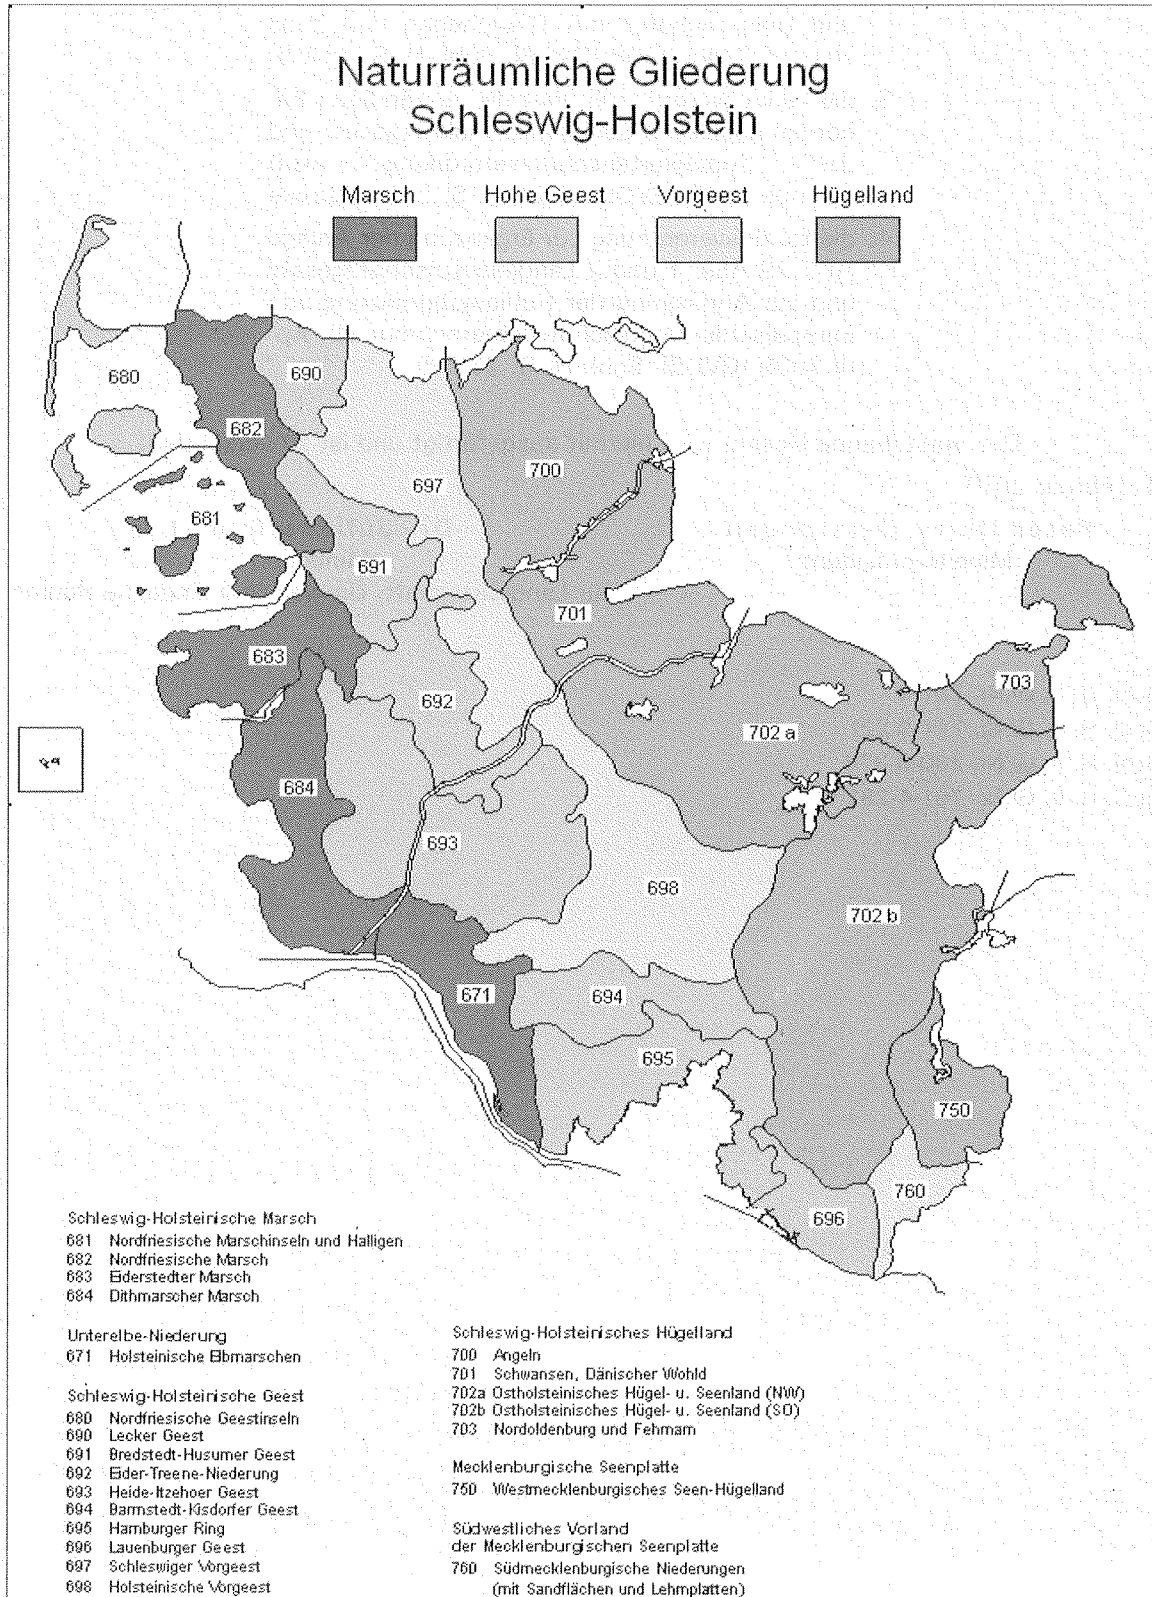 Naturräumliche Gliederung
Schleswig-Holstein
Marsch Hohe Geest Vorgeest Hügelland
680
690
682
700
697
681
691
701
683
703
692
702 a
684
693
698
702 b
671
694
695
750
760
696
Schleswig-Holsteinische Marsch
681 Nordfriesische Marschinseln und Halligen
682 Nordfriesische Marsch
683 Eiderstedter Marsch
684 Dithmarscher Marsch
Unterelbe-Niederung
671 Holsteinische Elbmarschen
Schleswig-Holsteinische Geest
680 Nordfriesische Geestinseln
690 Lecker Geest
691 Bredstedt-Husumer Geest
692 Eider-Treene-Niederung
693 Heide-Itzehoer Geest
694 Barmstedt-Kisdorfer Geest
695 Hamburger Ring
696 Lauenburger Geest
697 Schleswiger Vorgeest
698 Holsteinische Vorgeest
Schleswig-Holsteinisches Hügelland
700 Angeln
701 Schwansen, Dänischer Wohld
702a Ostholsteinisches Hügel- u. Seenland (NW)
702b Ostholsteinisches Hügel- u. Seenland (SO)
703 Nordoldenburg und Fehmarn
Mecklenburgische Seenplatte
750 Westmecklenburgisches Seen-Hügelland
Südwestliches Vorland
der Mecklenburgischen Seenplatte
760 Südmecklenburgische Niederungen
(mit Sandflächen und Lehmplatten)